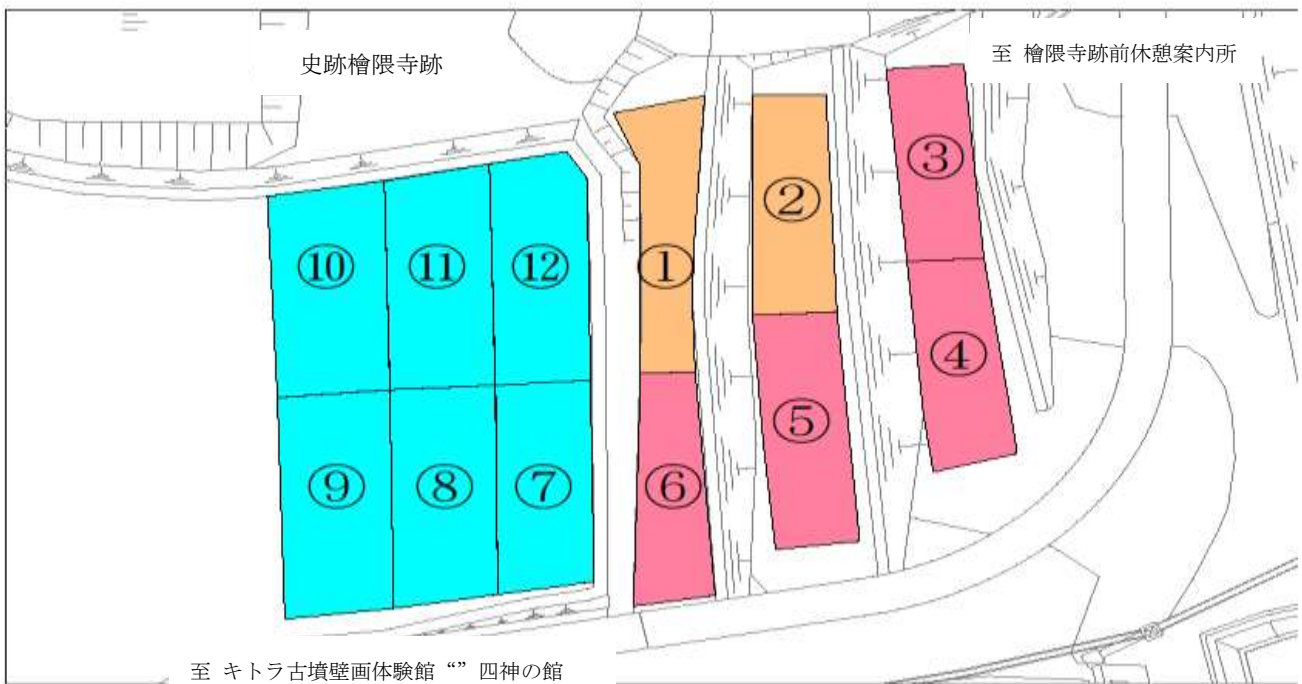 史跡檜隈寺跡
至 檜隈寺跡前休憩案内所
③
②
⑩ ⑪ ⑫ ①
④
⑤
⑨ ⑧ ⑦ ⑥
至 キトラ古墳壁画体験館 “” 四神の館